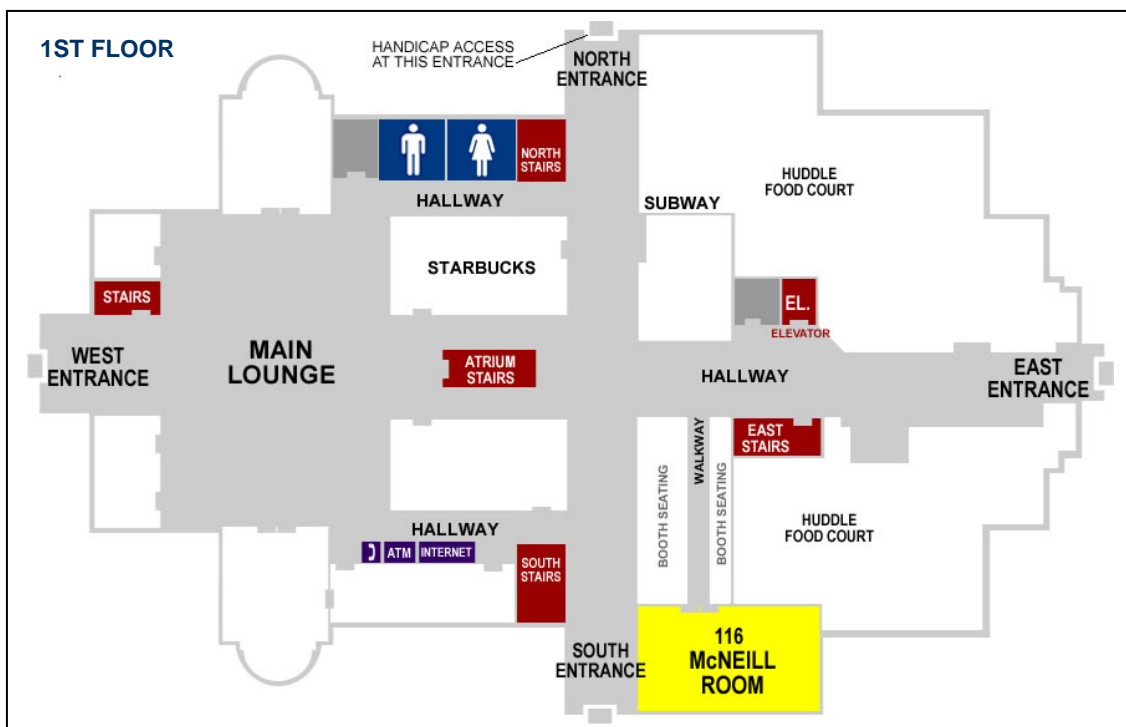 1ST FLOOR
HANDICAP ACCESS
AT THIS ENTRANCE
NORTH
ENTRANCE
NORTH
STAIRS
HUDDLE
FOOD COURT
HALLWAY
SUBWAY
STARBUCKS
STAIRS
EL.
ELEVATOR
WEST
ENTRANCE
MAIN
LOUNGE
ATRIUM
STAIRS
HALLWAY
EAST
ENTRANCE
EAST
STAIRS
WALKWAY
BOOTH SEATING
BOOTH SEATING
HUDDLE
FOOD COURT
HALLWAY
ATM
INTERNET
SOUTH
STAIRS
SOUTH
ENTRANCE
116
McNEILL
ROOM